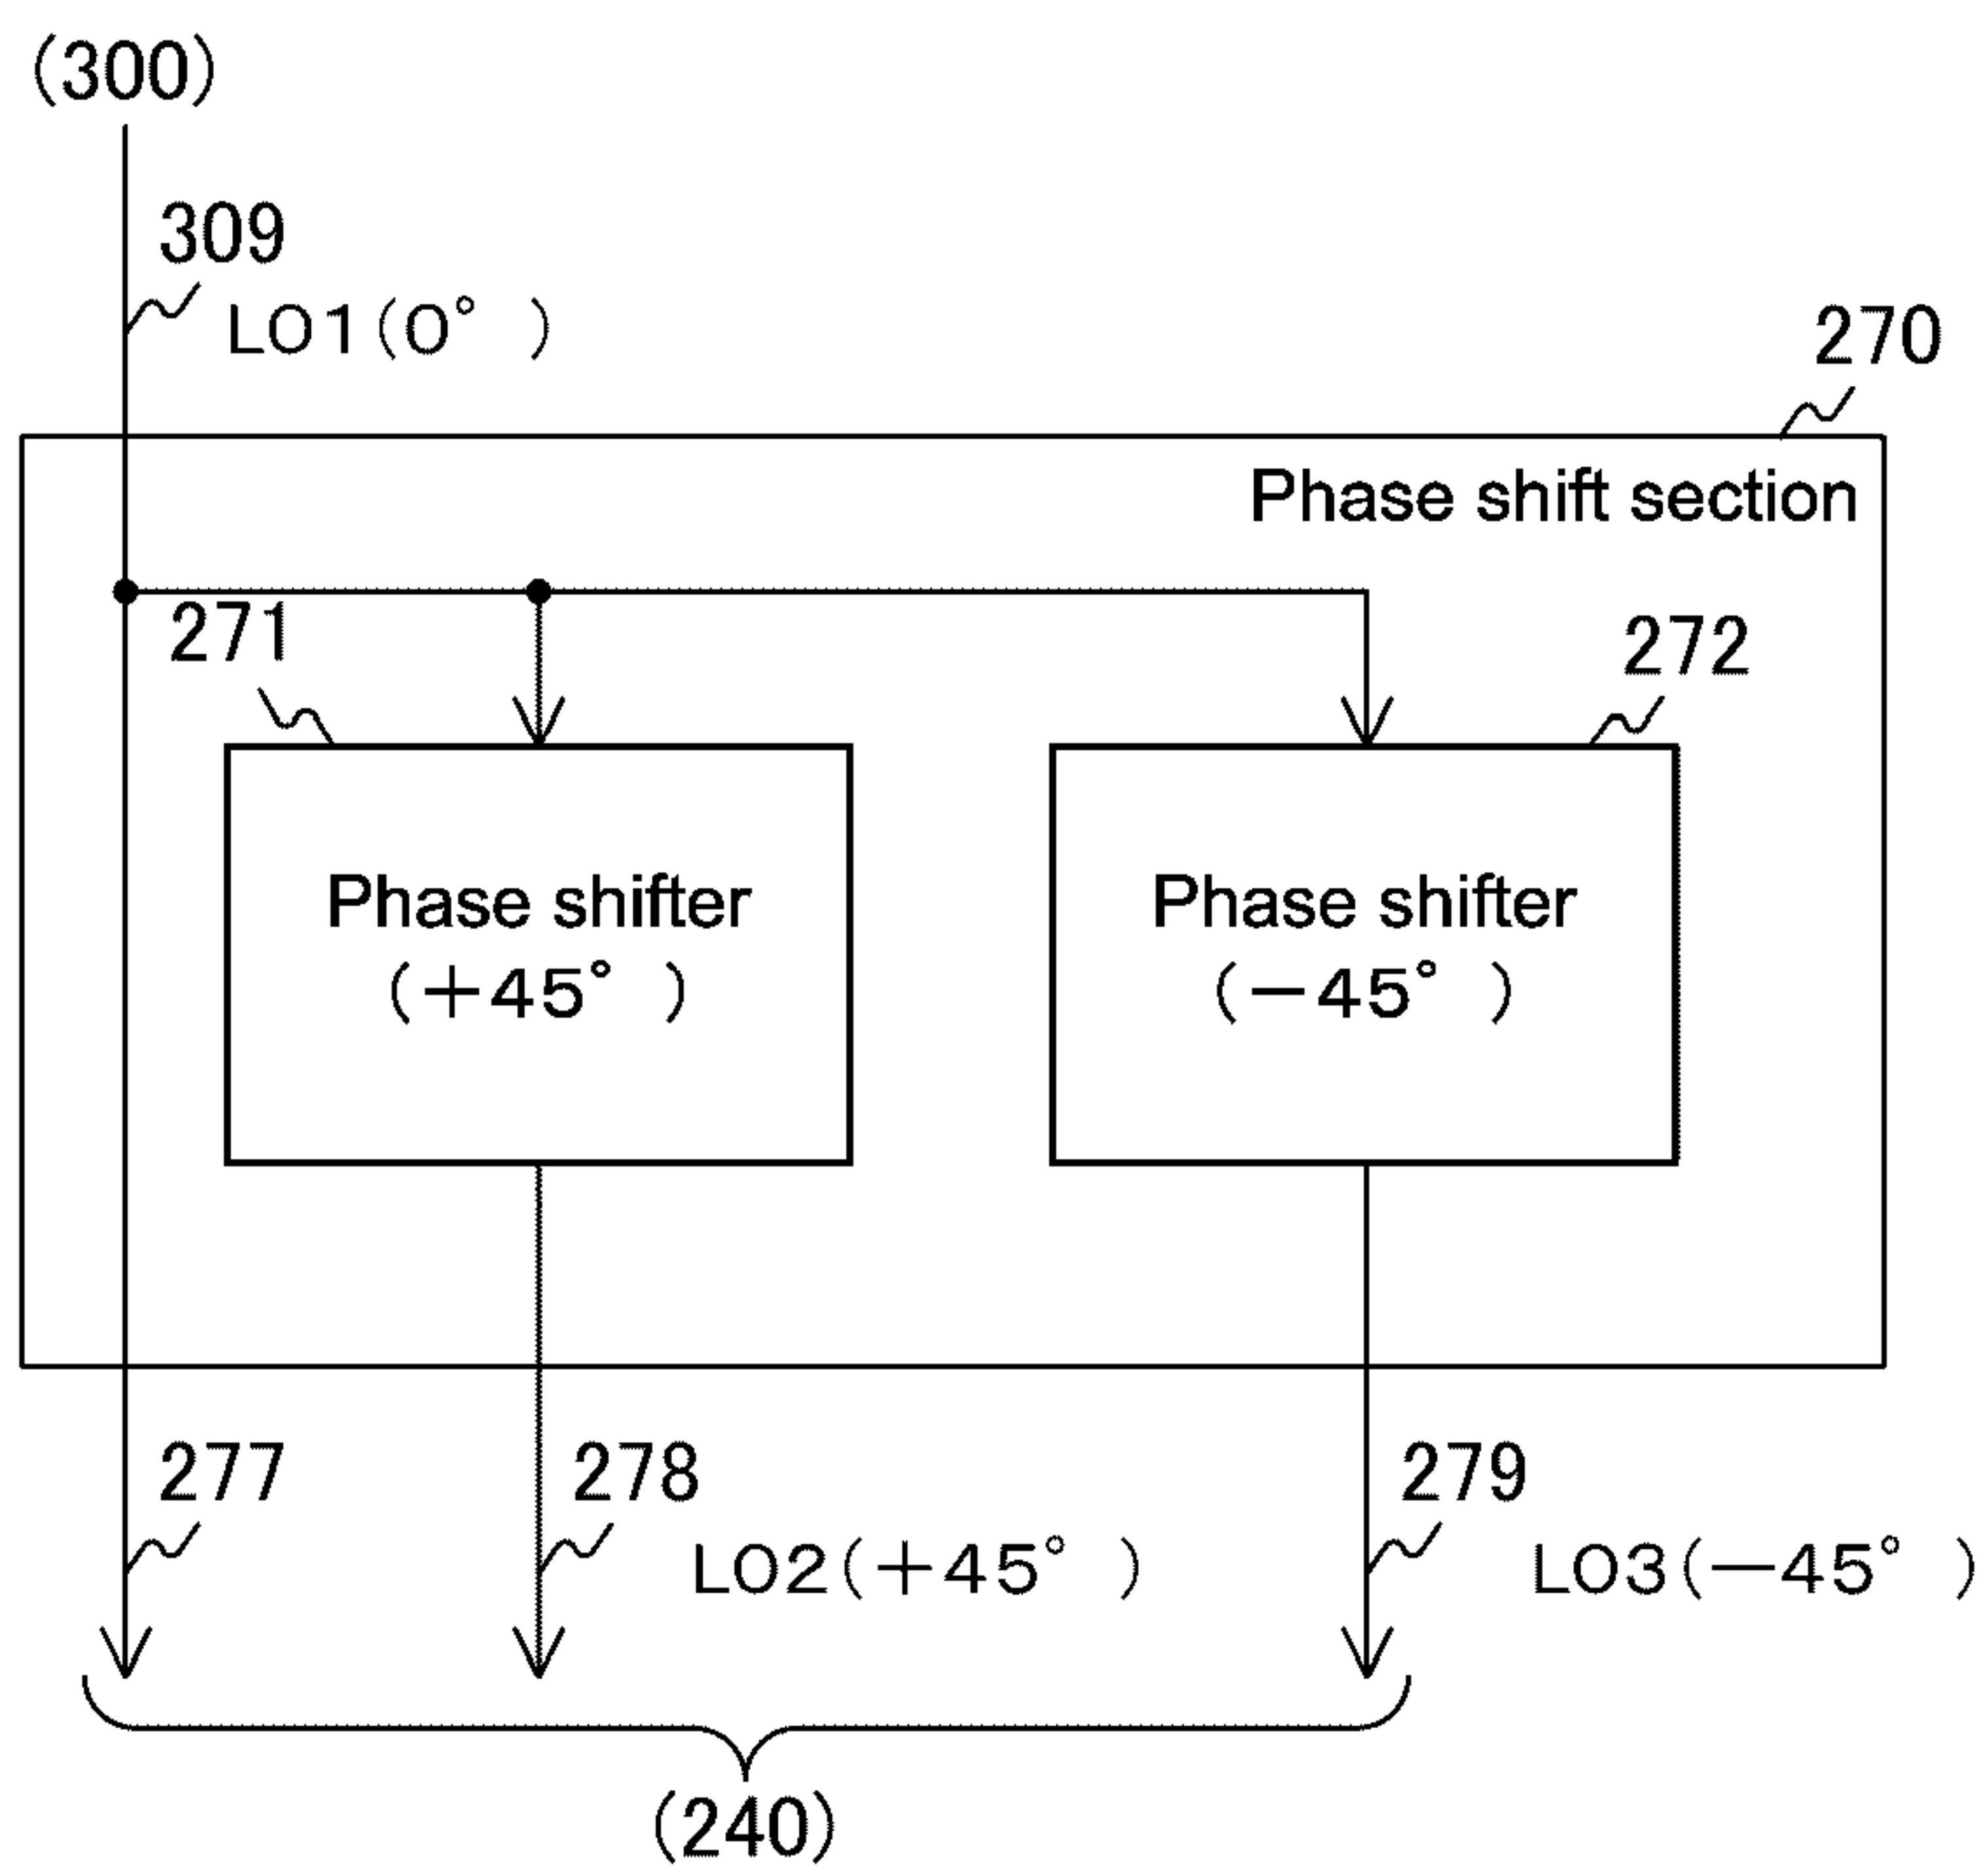 (300)
309
LO1(0°)
270
Phase shift section
271
272
Phase shifter
(+45°)
Phase shifter
(−45°)
277
278
LO2(+45°)
279
LO3(−45°)
(240)